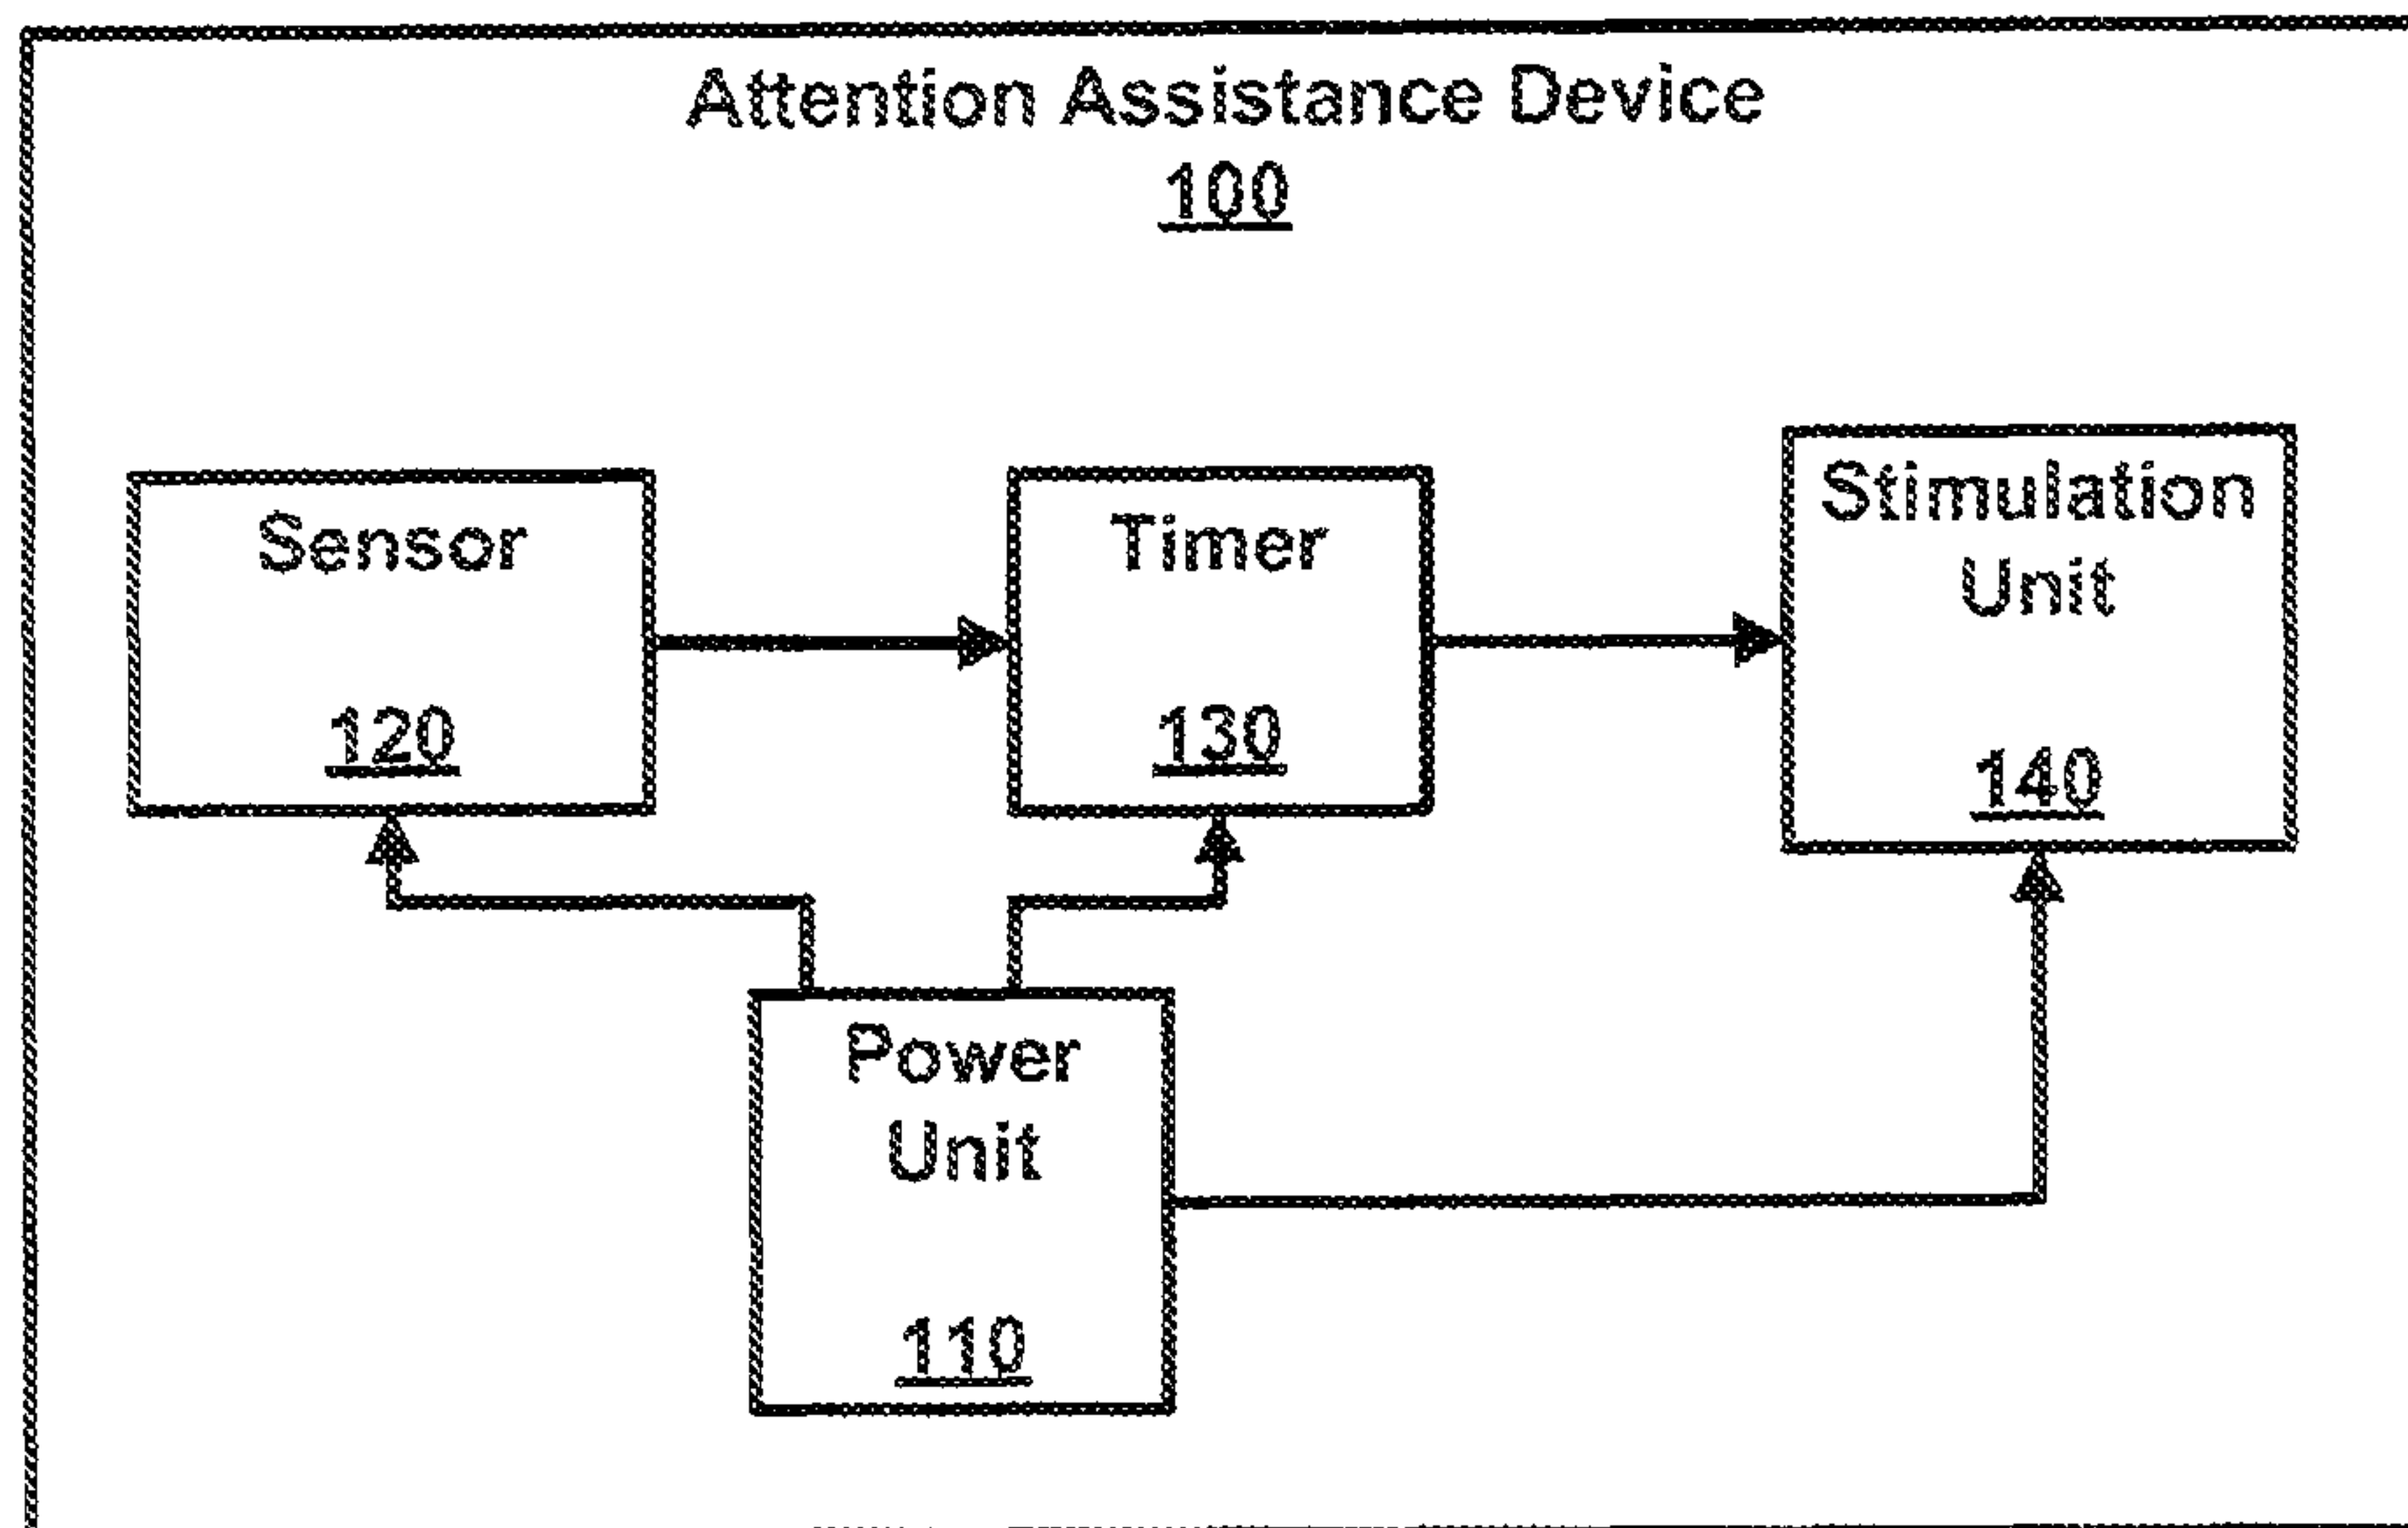 Attention Assistance Device
100
Sensor
120
Timer
130
Stimulation
Unit
140
Power
Unit
110